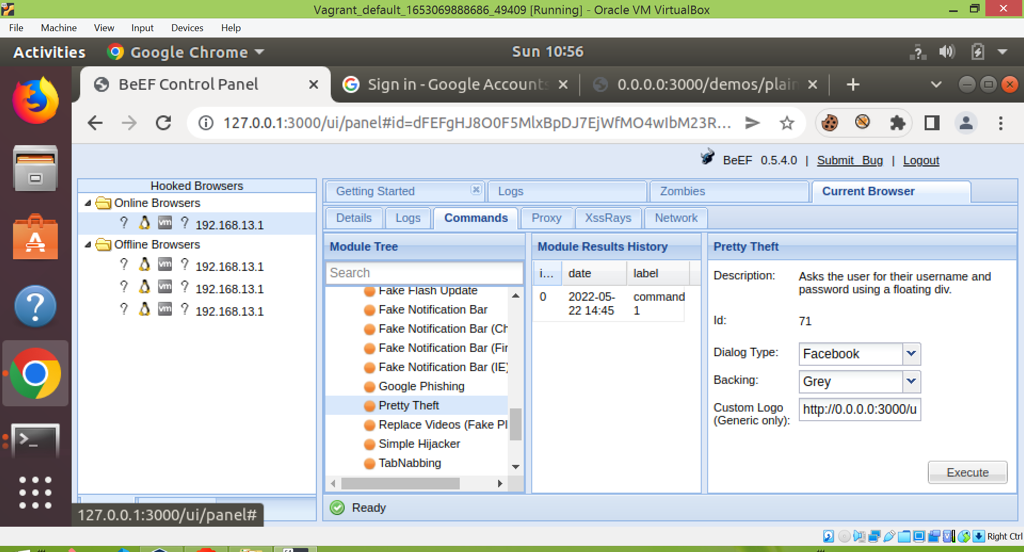 Vagrant_default_1653069888686_49409 [Running] - Oracle VM VirtualBox
File Machine View Input Devices Help
Activities Google Chrome Sun 10:56
BeEF Control Panel Sign in - Google Accounts 0.0.0.0:3000/demos/plain
127.0.0.1:3000/ui/panel#id=dFEFgHJ8O0F5MlxBpDJ7EjWfMO4wIbM23R...
BeEF 0.5.4.0 | Submit Bug | Logout
Hooked Browsers
Online Browsers
? vm ? 192.168.13.1
Offline Browsers
? vm ? 192.168.13.1
? vm ? 192.168.13.1
? vm ? 192.168.13.1
Getting Started Logs Zombies Current Browser
Details Logs Commands Proxy XssRays Network
Module Tree
Search
Fake Flash Update
Fake Notification Bar
Fake Notification Bar (Ch
Fake Notification Bar (Fir
Fake Notification Bar (IE)
Google Phishing
Pretty Theft
Replace Videos (Fake Pl
Simple Hijacker
TabNabbing
Module Results History
i... date label
0 2022-05-22 14:45 command 1
Pretty Theft
Description: Asks the user for their username and
password using a floating div.
Id: 71
Dialog Type: Facebook
Backing: Grey
Custom Logo
(Generic only): http://0.0.0.0:3000/u
Execute
Ready
127.0.0.1:3000/ui/panel#
Right Ctrl